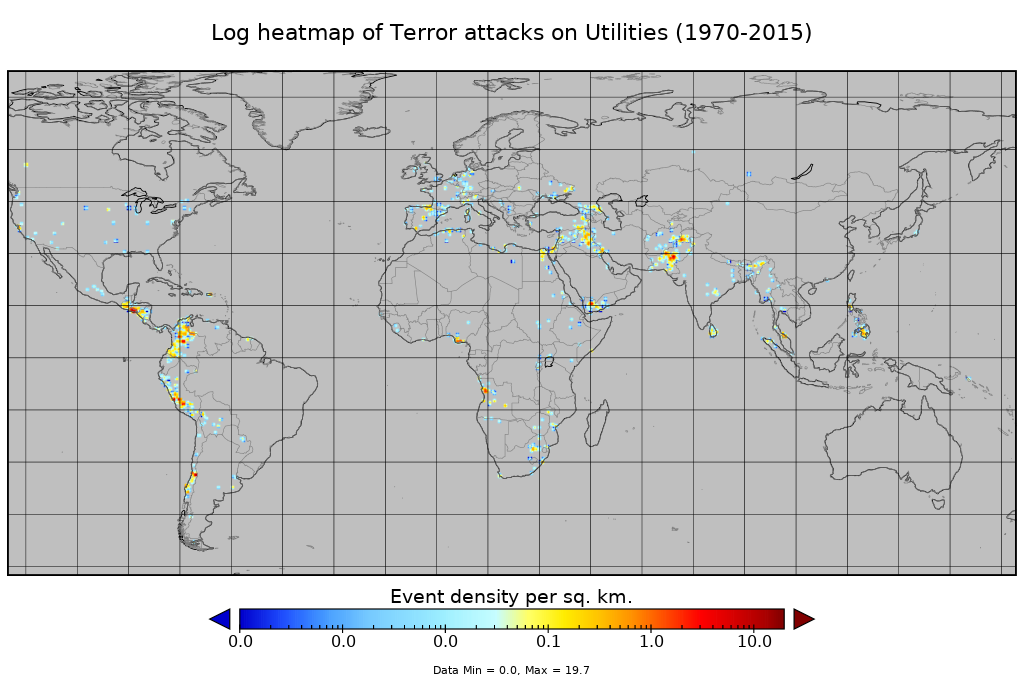 Log heatmap of Terror attacks on Utilities (1970-2015)
Event density per sq. km.
0.0 0.0 0.0 0.1 1.0 10.0
Data Min = 0.0, Max = 19.7